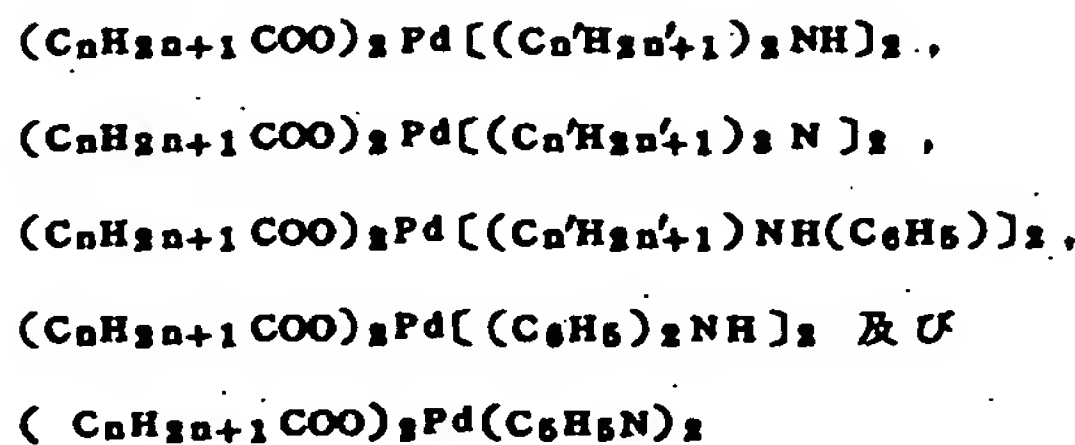 (CnH2n+1COO)2Pd[(Cn'H2n'+1)2NH]2,
(CnH2n+1COO)2Pd[(Cn'H2n'+1)3N]2,
(CnH2n+1COO)2Pd[(Cn'H2n'+1)NH(C6H5)]2,
(CnH2n+1COO)2Pd[(C6H5)2NH]2 及び
(CnH2n+1COO)2Pd(C5H5N)2